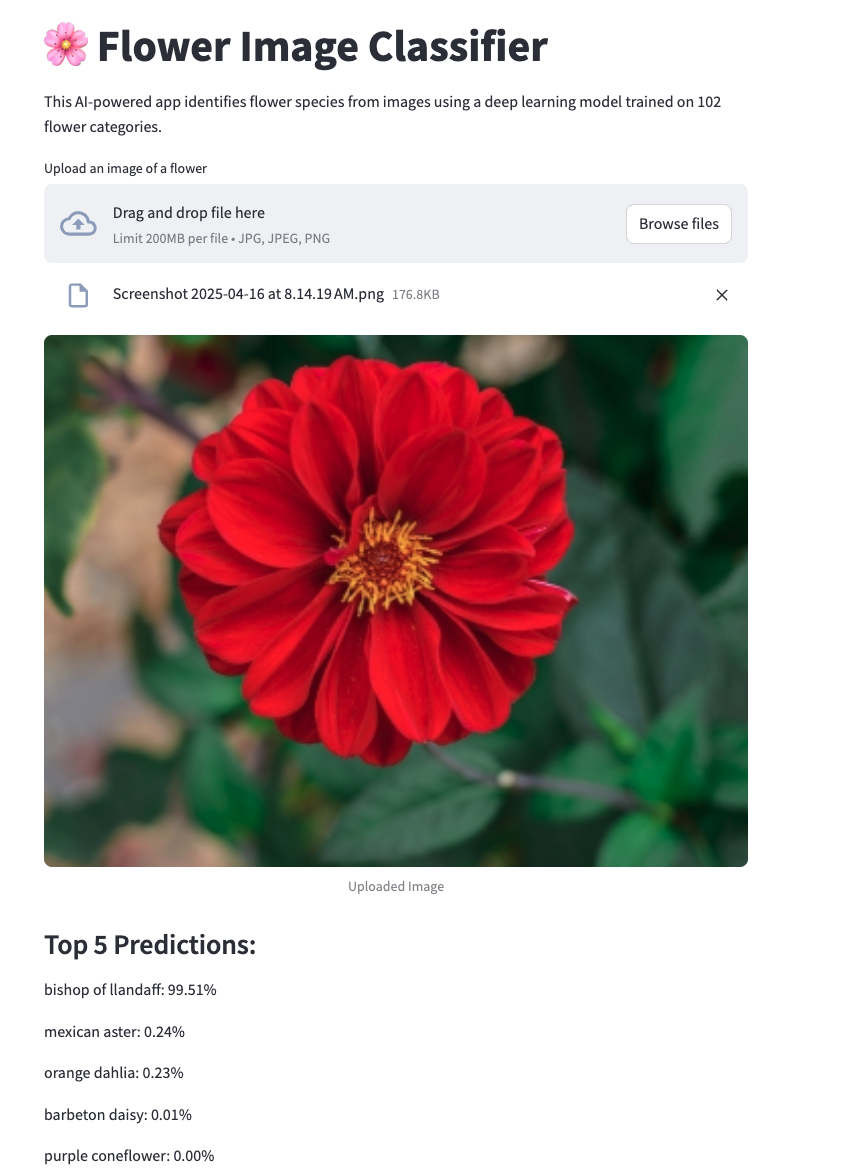 🌸 Flower Image Classifier
This AI-powered app identifies flower species from images using a deep learning model trained on 102
flower categories.
Upload an image of a flower
Drag and drop file here
Limit 200MB per file • JPG, JPEG, PNG
Browse files
Screenshot 2025-04-16 at 8.14.19 AM.png 176.8KB
Uploaded Image
Top 5 Predictions:
bishop of llandaff: 99.51%
mexican aster: 0.24%
orange dahlia: 0.23%
barbeton daisy: 0.01%
purple coneflower: 0.00%